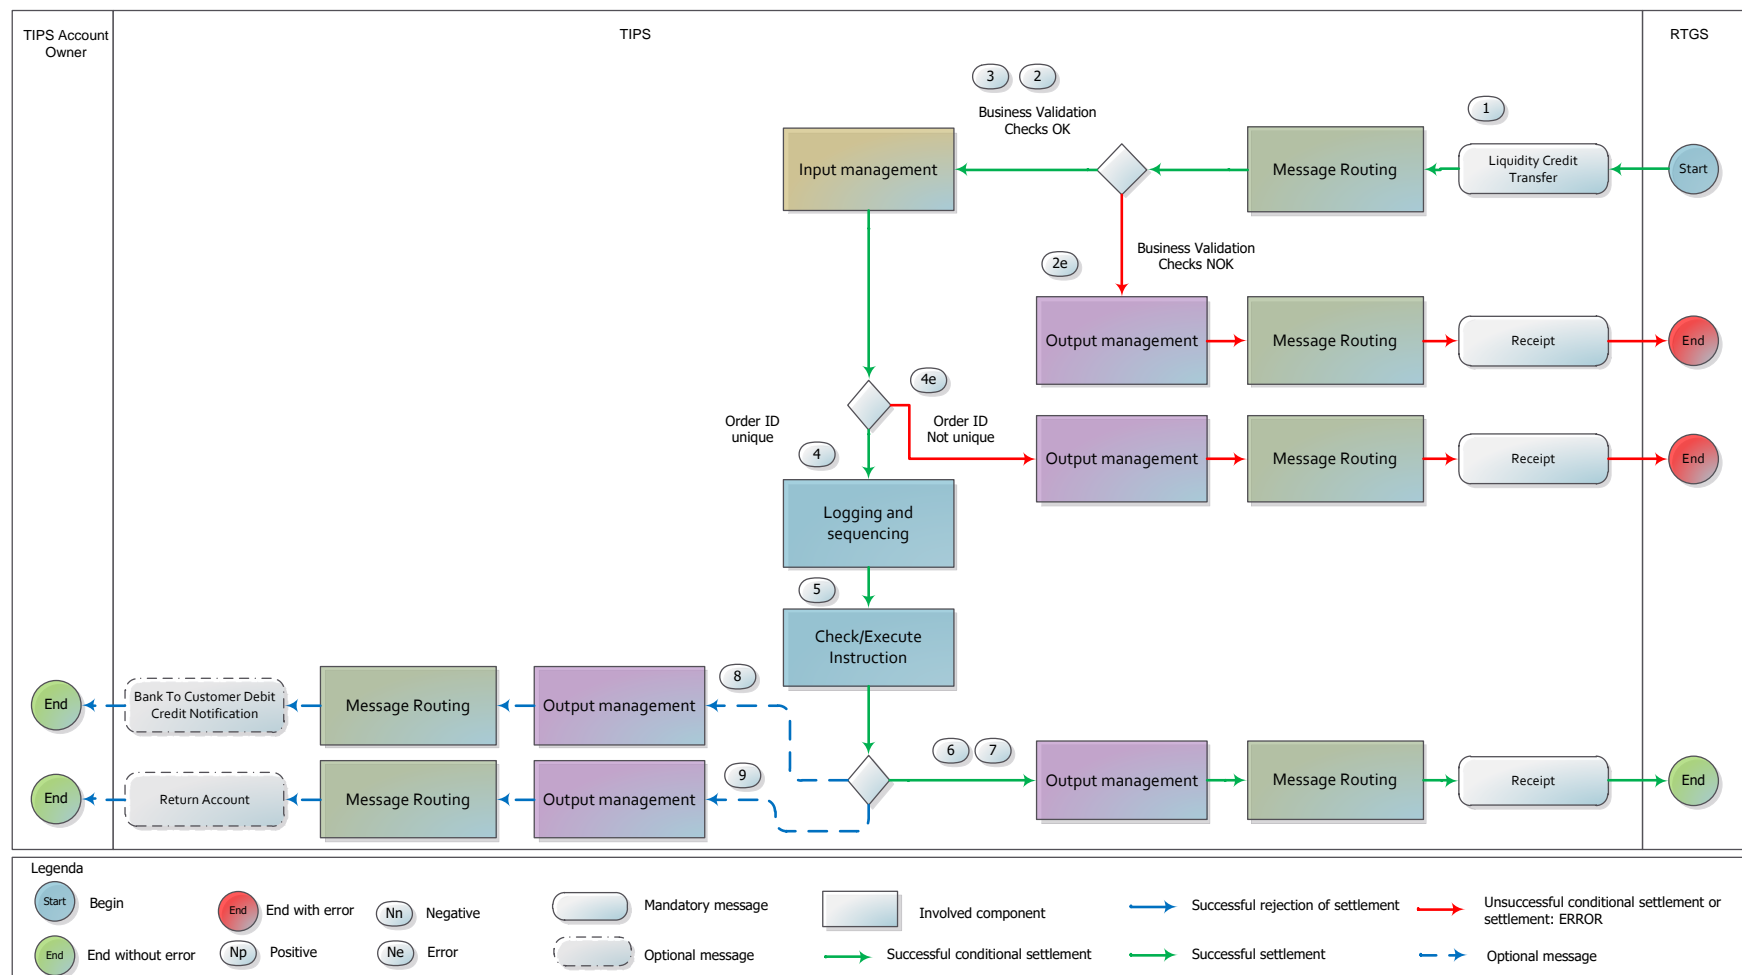 TIPS Account
Owner
TIPS
RTGS
3
2
1
Business Validation
Checks OK
Input management
Message Routing
Liquidity Credit
Transfer
Start
Business Validation
Checks NOK
2e
Output management
Message Routing
Receipt
End
4e
Order ID
unique
Order ID
Not unique
4
Output management
Message Routing
Receipt
End
Logging and
sequencing
5
Check/Execute
Instruction
8
End
Bank To Customer Debit
Credit Notification
Message Routing
Output management
6
7
9
End
Return Account
Message Routing
Output management
Output management
Message Routing
Receipt
End
Legenda
Start
Begin
End
End with error
Nn
Negative
Mandatory message
Involved component
Successful rejection of settlement
Unsuccessful conditional settlement or
settlement: ERROR
End
End without error
Np
Positive
Ne
Error
Optional message
Successful conditional settlement
Successful settlement
Optional message